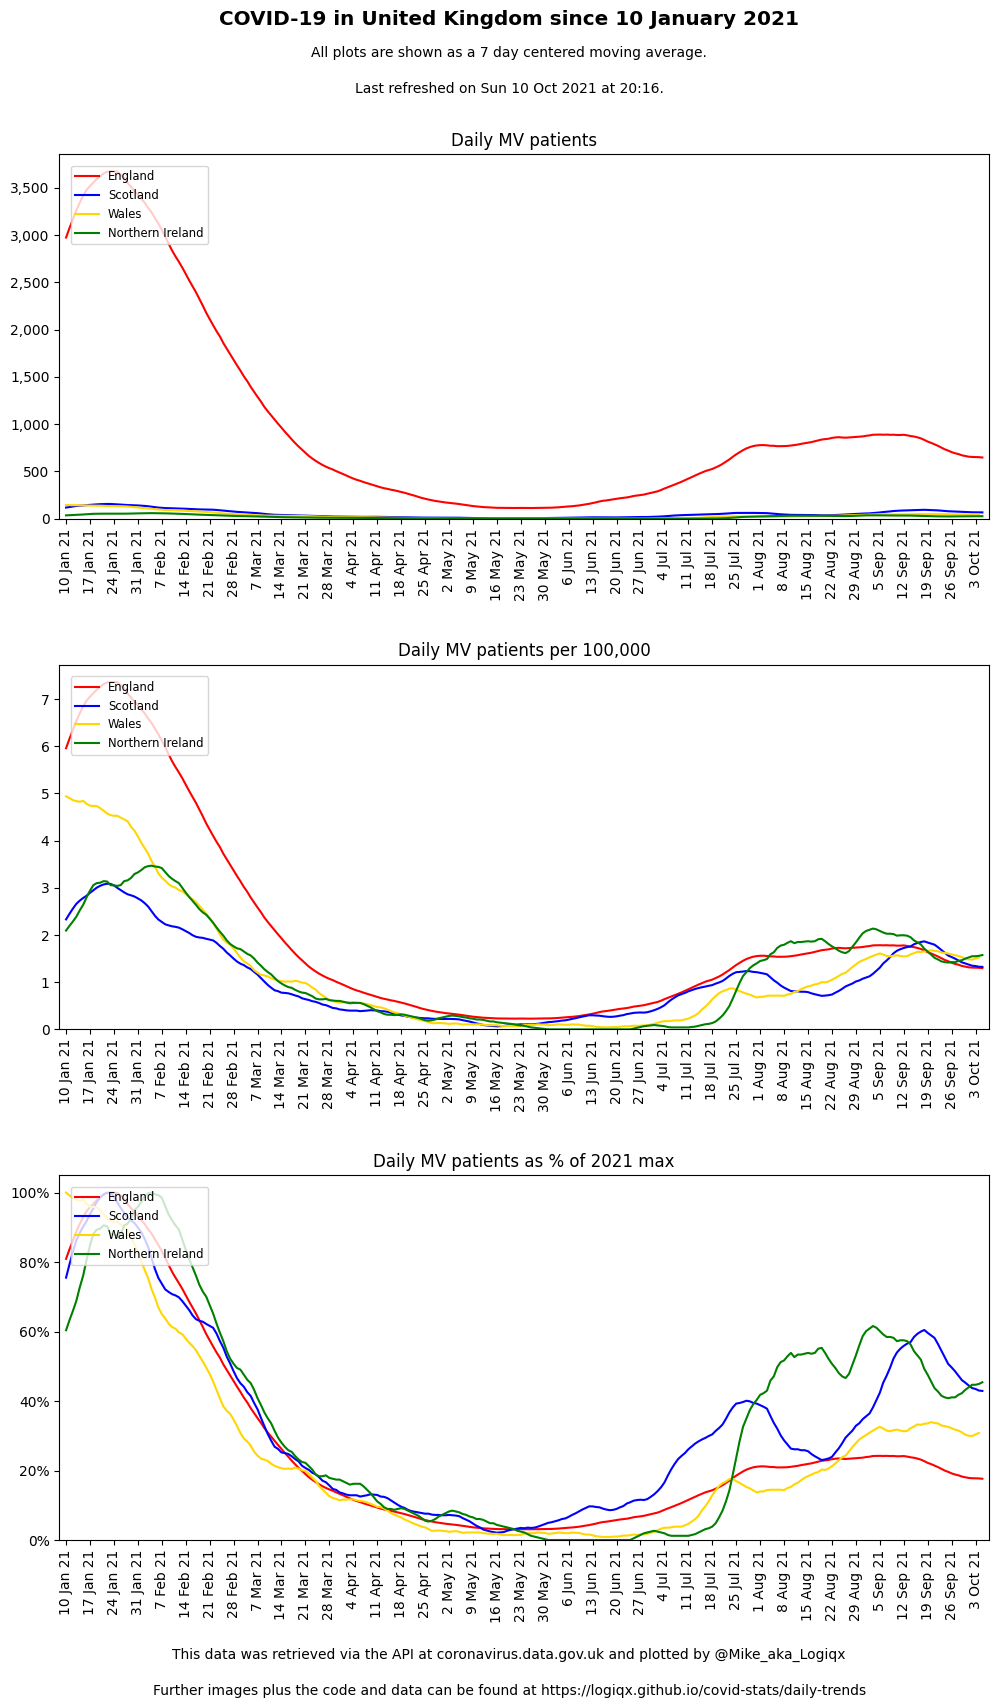 COVID-19 in United Kingdom since 10 January 2021
All plots are shown as a 7 day centered moving average.
Last refreshed on Sun 10 Oct 2021 at 20:16.
Daily MV patients
England
Scotland
Wales
Northern Ireland
3,500
3,000
2,500
2,000
1,500
1,000
500
0
10 Jan 21
17 Jan 21
24 Jan 21
31 Jan 21
7 Feb 21
14 Feb 21
21 Feb 21
28 Feb 21
7 Mar 21
14 Mar 21
21 Mar 21
28 Mar 21
4 Apr 21
11 Apr 21
18 Apr 21
25 Apr 21
2 May 21
9 May 21
16 May 21
23 May 21
30 May 21
6 Jun 21
13 Jun 21
20 Jun 21
27 Jun 21
4 Jul 21
11 Jul 21
18 Jul 21
25 Jul 21
1 Aug 21
8 Aug 21
15 Aug 21
22 Aug 21
29 Aug 21
5 Sep 21
12 Sep 21
19 Sep 21
26 Sep 21
3 Oct 21
Daily MV patients per 100,000
England
Scotland
Wales
Northern Ireland
7
6
5
4
3
2
1
0
10 Jan 21
17 Jan 21
24 Jan 21
31 Jan 21
7 Feb 21
14 Feb 21
21 Feb 21
28 Feb 21
7 Mar 21
14 Mar 21
21 Mar 21
28 Mar 21
4 Apr 21
11 Apr 21
18 Apr 21
25 Apr 21
2 May 21
9 May 21
16 May 21
23 May 21
30 May 21
6 Jun 21
13 Jun 21
20 Jun 21
27 Jun 21
4 Jul 21
11 Jul 21
18 Jul 21
25 Jul 21
1 Aug 21
8 Aug 21
15 Aug 21
22 Aug 21
29 Aug 21
5 Sep 21
12 Sep 21
19 Sep 21
26 Sep 21
3 Oct 21
Daily MV patients as % of 2021 max
England
Scotland
Wales
Northern Ireland
100%
80%
60%
40%
20%
0%
10 Jan 21
17 Jan 21
24 Jan 21
31 Jan 21
7 Feb 21
14 Feb 21
21 Feb 21
28 Feb 21
7 Mar 21
14 Mar 21
21 Mar 21
28 Mar 21
4 Apr 21
11 Apr 21
18 Apr 21
25 Apr 21
2 May 21
9 May 21
16 May 21
23 May 21
30 May 21
6 Jun 21
13 Jun 21
20 Jun 21
27 Jun 21
4 Jul 21
11 Jul 21
18 Jul 21
25 Jul 21
1 Aug 21
8 Aug 21
15 Aug 21
22 Aug 21
29 Aug 21
5 Sep 21
12 Sep 21
19 Sep 21
26 Sep 21
3 Oct 21
This data was retrieved via the API at coronavirus.data.gov.uk and plotted by @Mike_aka_Logiqx
Further images plus the code and data can be found at https://logiqx.github.io/covid-stats/daily-trends